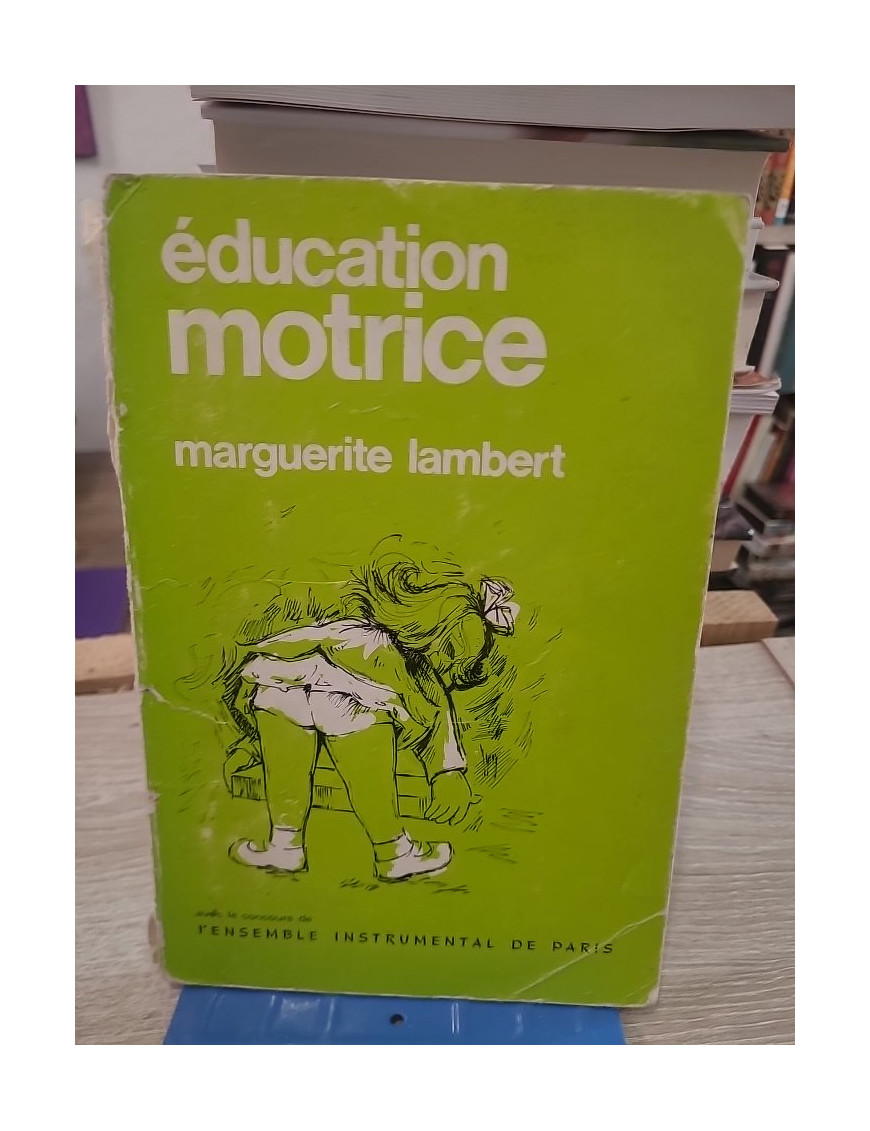 éducation
motrice
marguerite lambert
avec le concours de
l'ENSEMBLE INSTRUMENTAL DE PARIS